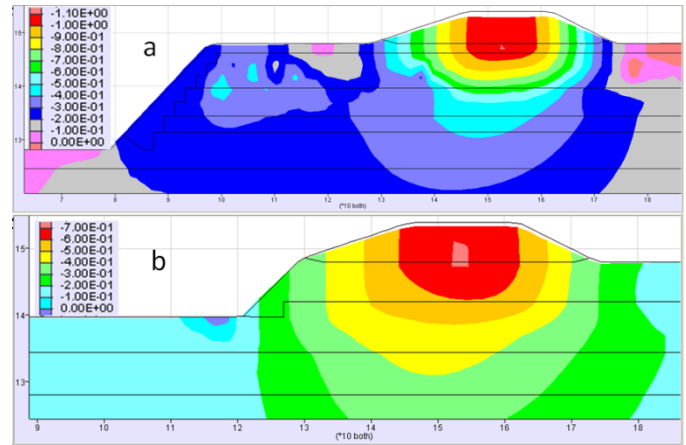 -1.10E+00
-1.00E+00
-9.00E-01
-8.00E-01
-7.00E-01
-6.00E-01
-5.00E-01
-4.00E-01
-3.00E-01
-2.00E-01
-1.00E-01
0.00E+00
a
15
14
13
7 8 9 10 11 12 13 14 15 16 17 18
(*10 both)
-7.00E-01
-6.00E-01
-5.00E-01
-4.00E-01
-3.00E-01
-2.00E-01
-1.00E-01
0.00E+00
b
15
14
13
9 10 11 12 13 14 15 16 17 18
(*10 both)